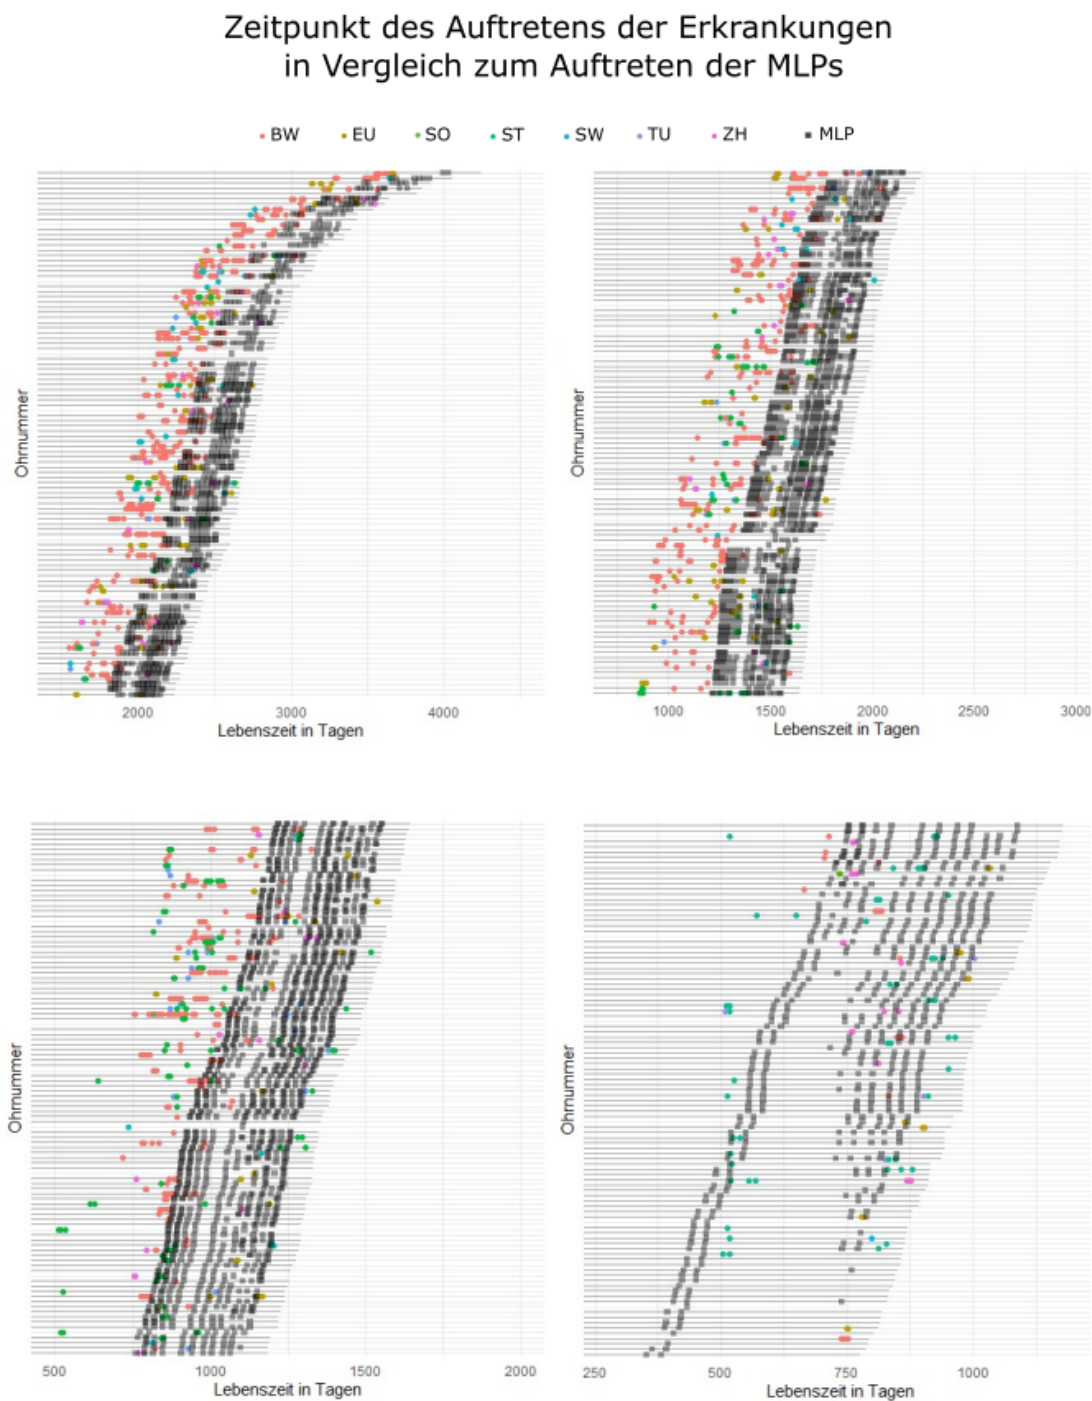 Zeitpunkt des Auftretens der Erkrankungen
in Vergleich zum Auftreten der MLPs
BW EU SO ST SW TU ZH MLP
Ohrnummer
2000 3000 4000
Lebenszeit in Tagen
Ohrnummer
1000 1500 2000 2500 3000
Lebenszeit in Tagen
Ohrnummer
500 1000 1500 2000
Lebenszeit in Tagen
Ohrnummer
250 500 750 1000
Lebenszeit in Tagen